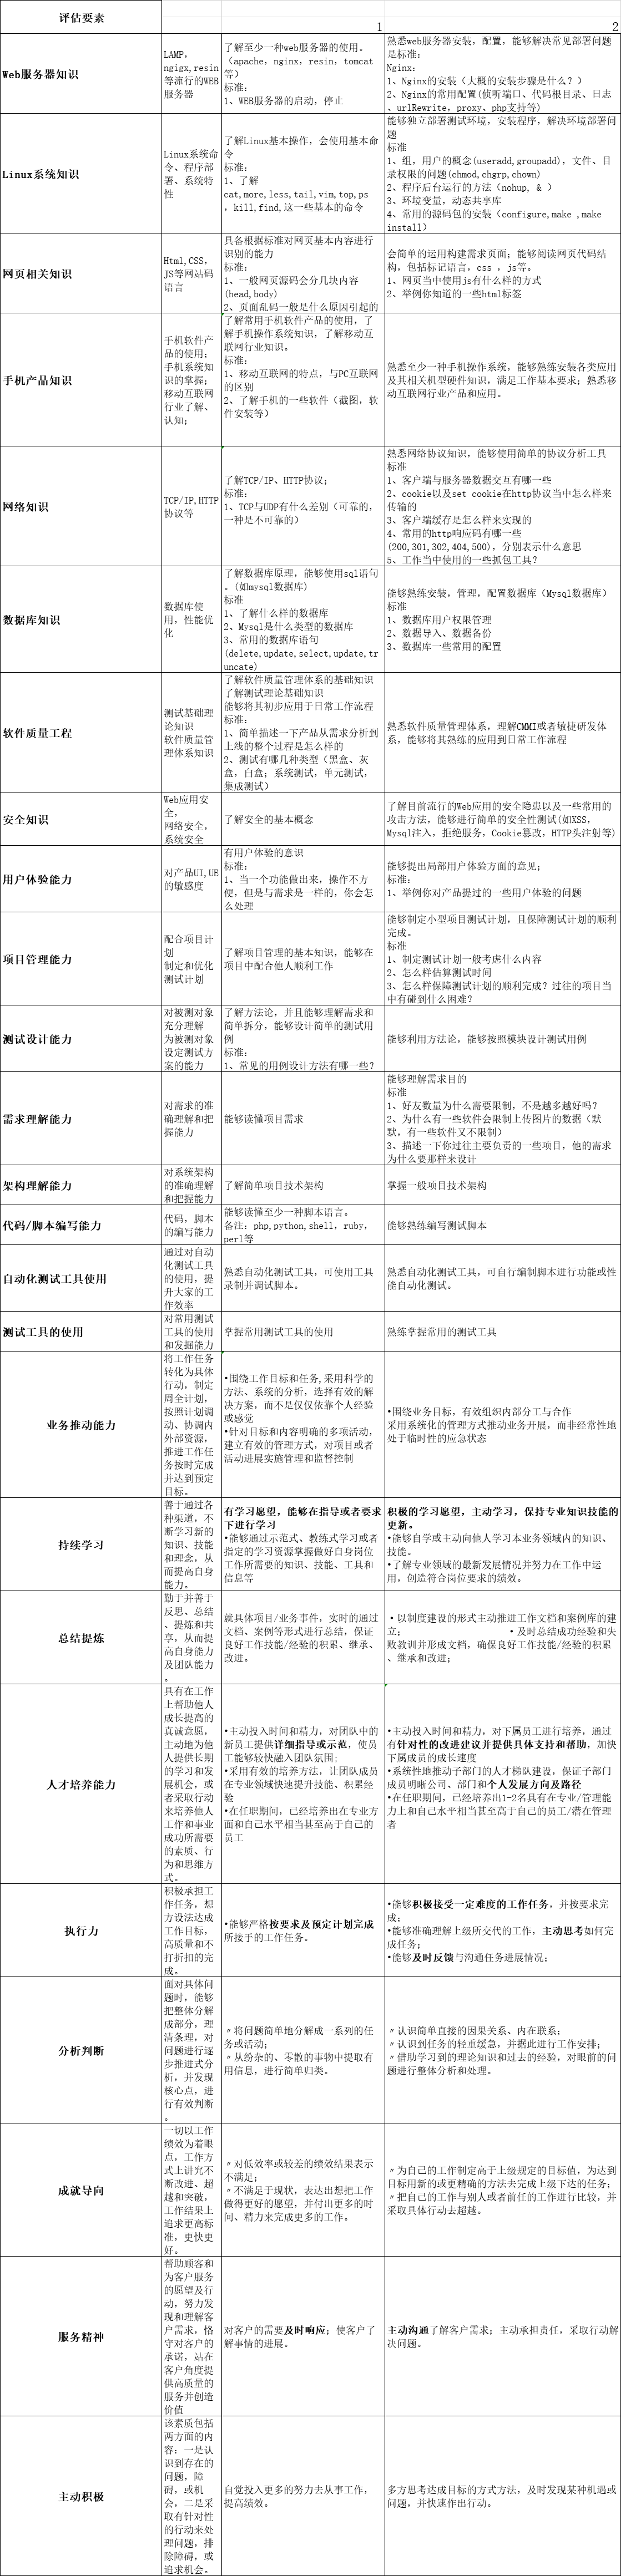 评估要素
1
2
Web服务器知识
LAMP,
ngigx,resin
等流行的WEB
服务器
了解至少一种web服务器的使用。
（apache，nginx，resin，tomcat
等）
标准：
1、WEB服务器的启动，停止
熟悉web服务器安装，配置，能够解决常见部署问题
是标准：
Nginx:
1、Nginx的安装（大概的安装步骤是什么？）
2、Nginx的常用配置(侦听端口、代码根目录、日志
、urlRewrite，proxy、php支持等)
Linux系统知识
Linux系统命
令、程序部
署、系统特
性
了解Linux基本操作，会使用基本命
令
标准：
1、了解
cat,more,less,tail,vim,top,ps
，kill,find,这一些基本的命令
能够独立部署测试环境，安装程序，解决环境部署问
题
标准
1、组，用户的概念(useradd,groupadd)，文件、目
录权限的问题(chmod,chgrp,chown)
2、程序后台运行的方法（nohup, & ）
3、环境变量，动态共享库
4、常用的源码包的安装（configure,make ,make
install）
网页相关知识
Html,CSS，
JS等网站码
语言
具备根据标准对网页基本内容进行
识别的能力
标准：
1、一般网页源码会分几块内容
(head,body)
2、页面乱码一般是什么原因引起的
会简单的运用构建需求页面；能够阅读网页代码结
构，包括标记语言，css ，js等。
1、网页当中使用js有什么样的方式
2、举例你知道的一些html标签
手机产品知识
手机软件产
品的使用；
手机系统知
识的掌握；
移动互联网
行业了解、
认知；
了解常用手机软件产品的使用，了
解手机操作系统知识，了解移动互
联网行业知识。
标准：
1、移动互联网的特点，与PC互联网
的区别
2、了解手机的一些软件（截图，软
件安装等）
熟悉至少一种手机操作系统，能够熟练安装各类应用
及其相关机型硬件知识，满足工作基本要求；熟悉移
动互联网行业产品和应用。
网络知识
TCP/IP,HTTP
协议等
了解TCP/IP、HTTP协议；
标准：
1、TCP与UDP有什么差别（可靠的，
一种是不可靠的）
熟悉网络协议知识，能够使用简单的协议分析工具
标准
1、客户端与服务器数据交互有哪一些
2、cookie以及set cookie在http协议当中怎么样来
传输的
3、客户端缓存是怎么样来实现的
4、常用的http响应码有哪一些
(200,301,302,404,500)，分别表示什么意思
5、工作当中使用的一些抓包工具？
数据库知识
数据库使
用，性能优
化
了解数据库原理，能够使用sql语句
。(如mysql数据库)
标准
1、了解什么样的数据库
2、Mysql是什么类型的数据库
3、常用的数据库语句
(delete,update,select,update,tr
uncate)
能够熟练安装，管理，配置数据库（Mysql数据库）
标准
1、数据库用户权限管理
2、数据导入、数据备份
3、数据库一些常用的配置
软件质量工程
测试基础理
论知识
软件质量管
理体系知识
了解软件质量管理体系的基础知识
了解测试理论基础知识
能够将其初步应用于日常工作流程
标准：
1、简单描述一下产品从需求分析到
上线的整个过程是怎么样的
2、测试有哪几种类型（黑盒、灰
盒，白盒；系统测试，单元测试，
集成测试）
熟悉软件质量管理体系，理解CMMI或者敏捷研发体
系，能够将其熟练的应用到日常工作流程
安全知识
Web应用安
全，
网络安全，
系统安全
了解安全的基本概念
了解目前流行的Web应用的安全隐患以及一些常用的
攻击方法，能够进行简单的安全性测试(如XSS，
Mysql注入，拒绝服务，Cookie篡改，HTTP头注射等)
用户体验能力
对产品UI,UE
的敏感度
有用户体验的意识
标准：
1、当一个功能做出来，操作不方
便，但是与需求是一样的，你会怎
么处理
能够提出局部用户体验方面的意见；
标准：
1、举例你对产品提过的一些用户体验的问题
项目管理能力
配合项目计
划
制定和优化
测试计划
了解项目管理的基本知识，能够在
项目中配合他人顺利工作
能够制定小型项目测试计划，且保障测试计划的顺利
完成。
标准
1、制定测试计划一般考虑什么内容
2、怎么样估算测试时间
3、怎么样保障测试计划的顺利完成？过往的项目当
中有碰到什么困难？
测试设计能力
对被测对象
充分理解
为被测对象
设定测试方
案的能力
了解方法论，并且能够理解需求和
简单拆分，能够设计简单的测试用
例
标准：
1、常见的用例设计方法有哪一些？
能够利用方法论，能够按照模块设计测试用例
需求理解能力
对需求的准
确理解和把
握能力
能够读懂项目需求
能够理解需求目的
标准
1、好友数量为什么需要限制，不是越多越好吗？
2、为什么有一些软件会限制上传图片的数据（默
默，有一些软件又不限制）
3、描述一下你过往主要负责的一些项目，他的需求
为什么要那样来设计
架构理解能力
对系统架构
的准确理解
和把握能力
了解简单项目技术架构
掌握一般项目技术架构
代码/脚本编写能力
代码，脚本
的编写能力
能够读懂至少一种脚本语言。
备注：php,python,shell，ruby，
perl等
能够熟练编写测试脚本
自动化测试工具使用
通过对自动
化测试工具
的使用，提
升大家的工
作效率
熟悉自动化测试工具，可使用工具
录制并调试脚本。
熟悉自动化测试工具，可自行编制脚本进行功能或性
能自动化测试。
测试工具的使用
对常用测试
工具的使用
和发掘能力
掌握常用测试工具的使用
熟练掌握常用的测试工具
业务推动能力
将工作任务
转化为具体
行动，制定
周全计划，
按照计划调
动、协调内
外部资源，
推进工作任
务按时完成
并达到预定
目标。
•围绕工作目标和任务,采用科学的
方法、系统的分析，选择有效的解
决方案，而不是仅仅依靠个人经验
或感觉
•针对目标和内容明确的多项活动，
建立有效的管理方式，对项目或者
活动进展实施管理和监督控制
•围绕业务目标，有效组织内部分工与合作
采用系统化的管理方式推动业务开展，而非经常性地
处于临时性的应急状态
持续学习
善于通过各
种渠道，不
断学习新的
知识、技能
和理念，从
而提高自身
能力。
有学习愿望，能够在指导或者要求
下进行学习
•能够通过示范式、教练式学习或者
指定的学习资源掌握做好自身岗位
工作所需要的知识、技能、工具和
信息等
积极的学习愿望，主动学习，保持专业知识技能的
更新。
•能够自学或主动向他人学习本业务领域内的知识、
技能。
•了解专业领域的最新发展情况并努力在工作中运
用，创造符合岗位要求的绩效。
总结提炼
勤于并善于
反思、总结
、提炼和共
享，从而提
高自身能力
及团队能力
。
就具体项目/业务事件，实时的通过
文档、案例等形式进行总结，保证
良好工作技能/经验的积累、继承、
改进。
•以制度建设的形式主动推进工作文档和案例库的建
立； •及时总结成功经验和失
败教训并形成文档，确保良好工作技能/经验的积累
、继承和改进；
人才培养能力
具有在工作
上帮助他人
成长提高的
真诚意愿，
主动地为他
人提供长期
的学习和发
展机会，或
者采取行动
来培养他人
工作和事业
成功所需要
的素质、行
为和思维方
式。
•主动投入时间和精力，对团队中的
新员工提供详细指导或示范，使员
工能够较快融入团队氛围；
•采用有效的培养方法，让团队成员
在专业领域快速提升技能、积累经
验
•在任职期间，已经培养出在专业方
面和自己水平相当甚至高于自己的
员工
•主动投入时间和精力，对下属员工进行培养，通过
有针对性的改进建议并提供具体支持和帮助，加快
下属成员的成长速度
•系统性地推动子部门的人才梯队建设，保证子部门
成员明晰公司、部门和个人发展方向及路径
•在任职期间，已经培养出1-2名具有在专业/管理能
力上和自己水平相当甚至高于自己的员工/潜在管理
者
执行力
积极承担工
作任务，想
方设法达成
工作目标，
高质量和不
打折扣的完
成。
•能够严格按要求及预定计划完成
所接手的工作任务。
•能够积极接受一定难度的工作任务，并按要求完
成；
•能够准确理解上级所交代的工作，主动思考如何完
成任务；
•能够及时反馈与沟通任务进展情况；
分析判断
面对具体问
题时，能够
把整体分解
成部分，理
清条理，对
问题进行逐
步推进式分
析，并发现
核心点，进
行有效判断
。
〃将问题简单地分解成一系列的任
务或活动；
〃从纷杂的、零散的事物中提取有
用信息，进行简单归类。
〃认识简单直接的因果关系、内在联系；
〃认识到任务的轻重缓急，并据此进行工作安排；
〃借助学习到的理论知识和过去的经验，对眼前的问
题进行整体分析和处理。
成就导向
一切以工作
绩效为着眼
点，工作方
式上讲究不
断改进、超
越和突破，
工作结果上
追求更高标
准，更快更
好。
〃对低效率或较差的绩效结果表示
不满足；
〃不满足于现状，表达出想把工作
做得更好的愿望，并付出更多的时
间、精力来完成更多的工作。
〃为自己的工作制定高于上级规定的目标值，为达到
目标用新的或更精确的方法去完成上级下达的任务；
〃把自己的工作与别人或者前任的工作进行比较，并
采取具体行动去超越。
服务精神
帮助顾客和
为客户服务
的愿望及行
动，努力发
现和理解客
户需求，恪
守对客户的
承诺，站在
客户角度提
供高质量的
服务并创造
价值
对客户的需要及时响应；使客户了
解事情的进展。
主动沟通了解客户需求；主动承担责任，采取行动解
决问题。
主动积极
该素质包括
两方面的内
容：一是认
识到存在的
问题，障
碍，或机
会，二是采
取有针对性
的行动来处
理问题，排
除障碍，或
追求机会。
自觉投入更多的努力去从事工作，
提高绩效。
多方思考达成目标的方式方法，及时发现某种机遇或
问题，并快速作出行动。